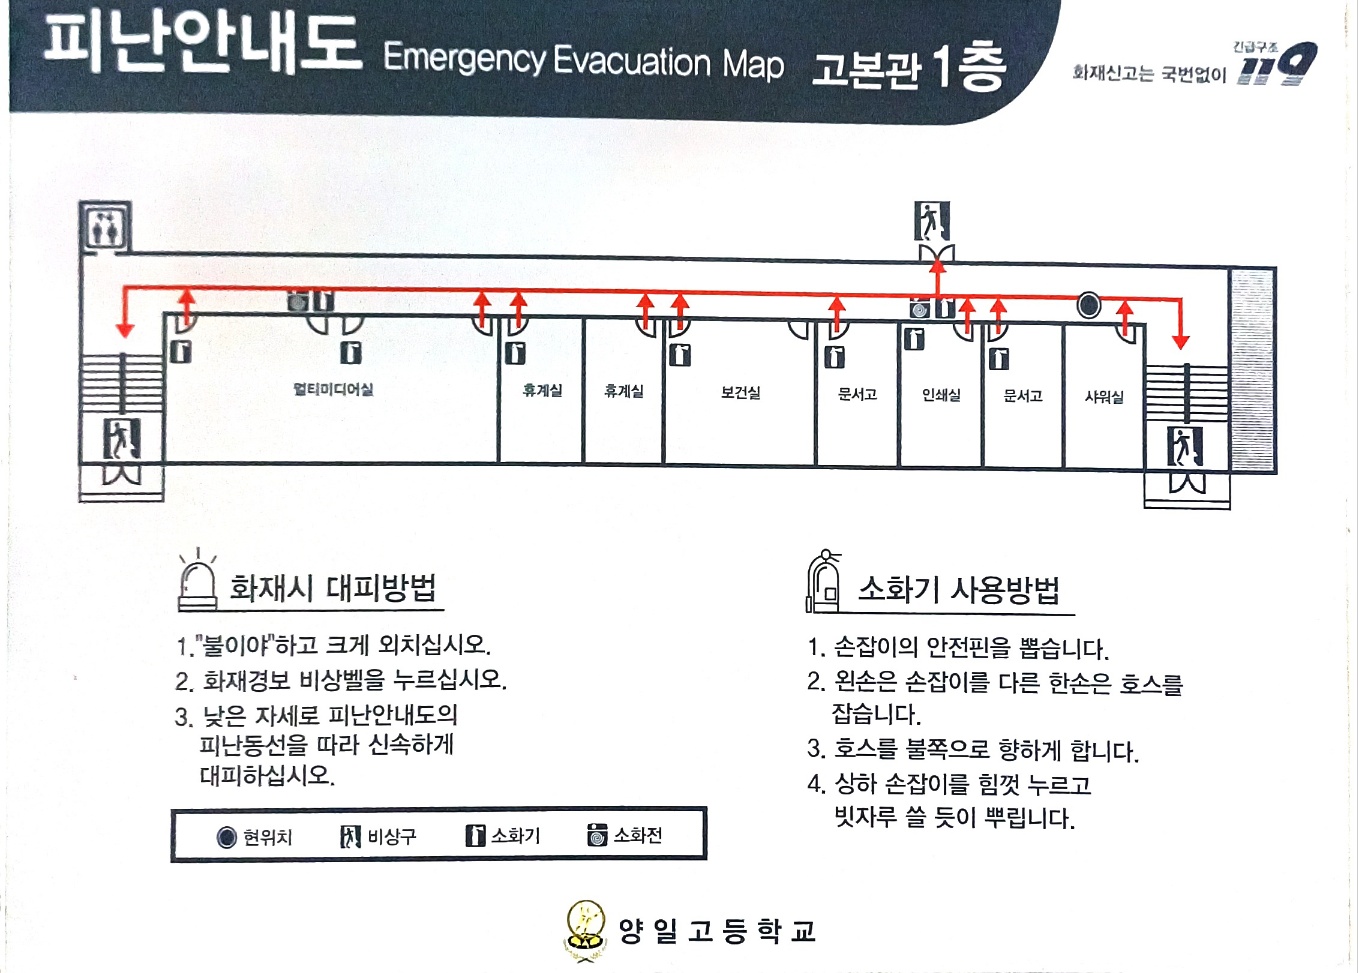 피난안내도 Emergency Evacuation Map 고본관 1층
긴급구조
화재신고는 국번없이 119
멀티미디어실 휴게실 휴게실 보건실 문서고 인쇄실 문서고 샤워실
화재시 대피방법
1."불이야"하고 크게 외치십시오.
2. 화재경보 비상벨을 누르십시오.
3. 낮은 자세로 피난안내도의
피난동선을 따라 신속하게
대피하십시오.
소화기 사용방법
1. 손잡이의 안전핀을 뽑습니다.
2. 왼손은 손잡이를 다른 한손은 호스를
잡습니다.
3. 호스를 불쪽으로 향하게 합니다.
4. 상하 손잡이를 힘껏 누르고
빗자루 쓸 듯이 뿌립니다.
현위치 비상구 소화기 소화전
양일고등학교